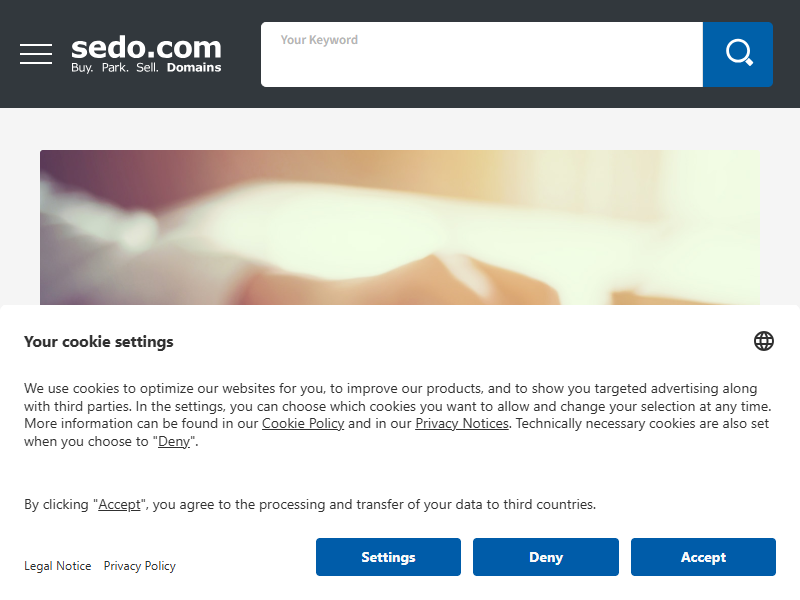 sedo.com
Buy. Park. Sell. Domains
Your Keyword
Your cookie settings
We use cookies to optimize our websites for you, to improve our products, and to show you targeted advertising along
with third parties. In the settings, you can choose which cookies you want to allow and change your selection at any time.
More information can be found in our Cookie Policy and in our Privacy Notices. Technically necessary cookies are also set
when you choose to "Deny".
By clicking "Accept", you agree to the processing and transfer of your data to third countries.
Legal Notice Privacy Policy
Settings Deny Accept